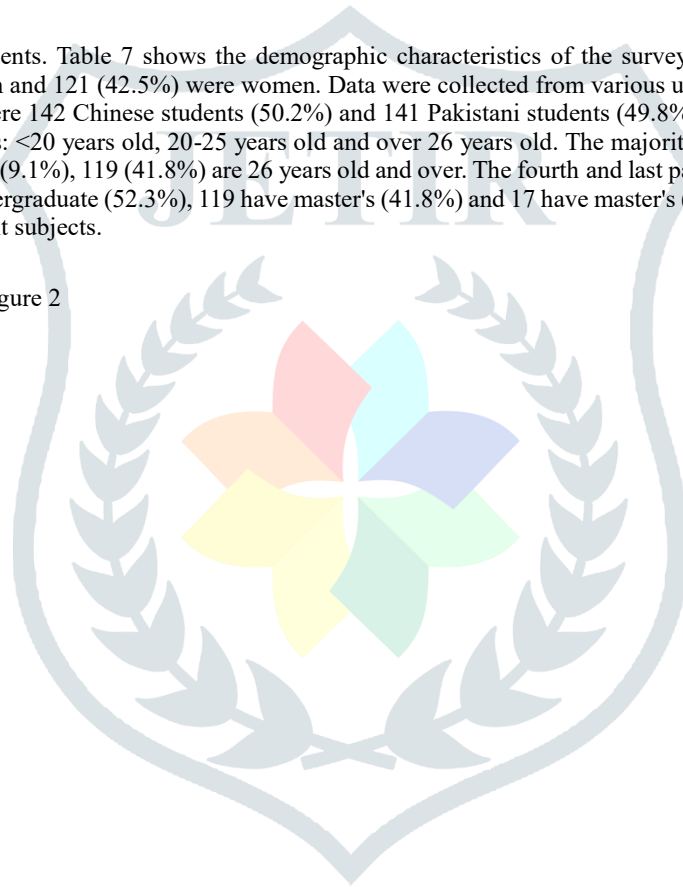 ents. Table 7 shows the demographic characteristics of the survey
and 121 (42.5%) were women. Data were collected from various u
ere 142 Chinese students (50.2%) and 141 Pakistani students (49.8%
s: <20 years old, 20-25 years old and over 26 years old. The majorit
(9.1%), 119 (41.8%) are 26 years old and over. The fourth and last pa
ergraduate (52.3%), 119 have master's (41.8%) and 17 have master's (
t subjects.
gure 2
JETIR